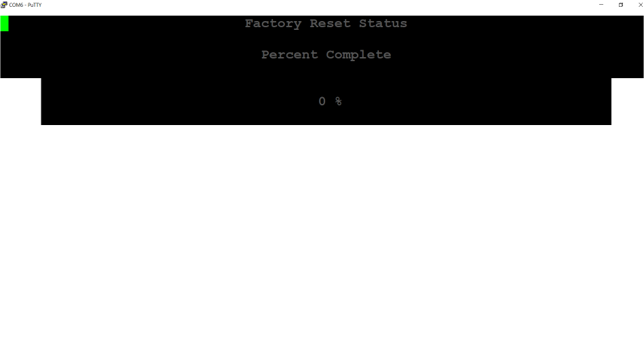 COM6 - PuTTY
Factory Reset Status
Percent Complete
0 %